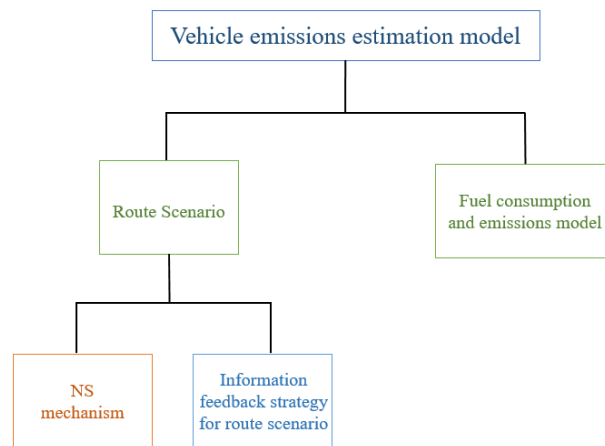 Vehicle emissions estimation model
Route Scenario
Fuel consumption
and emissions model
NS
mechanism
Information
feedback strategy
for route scenario